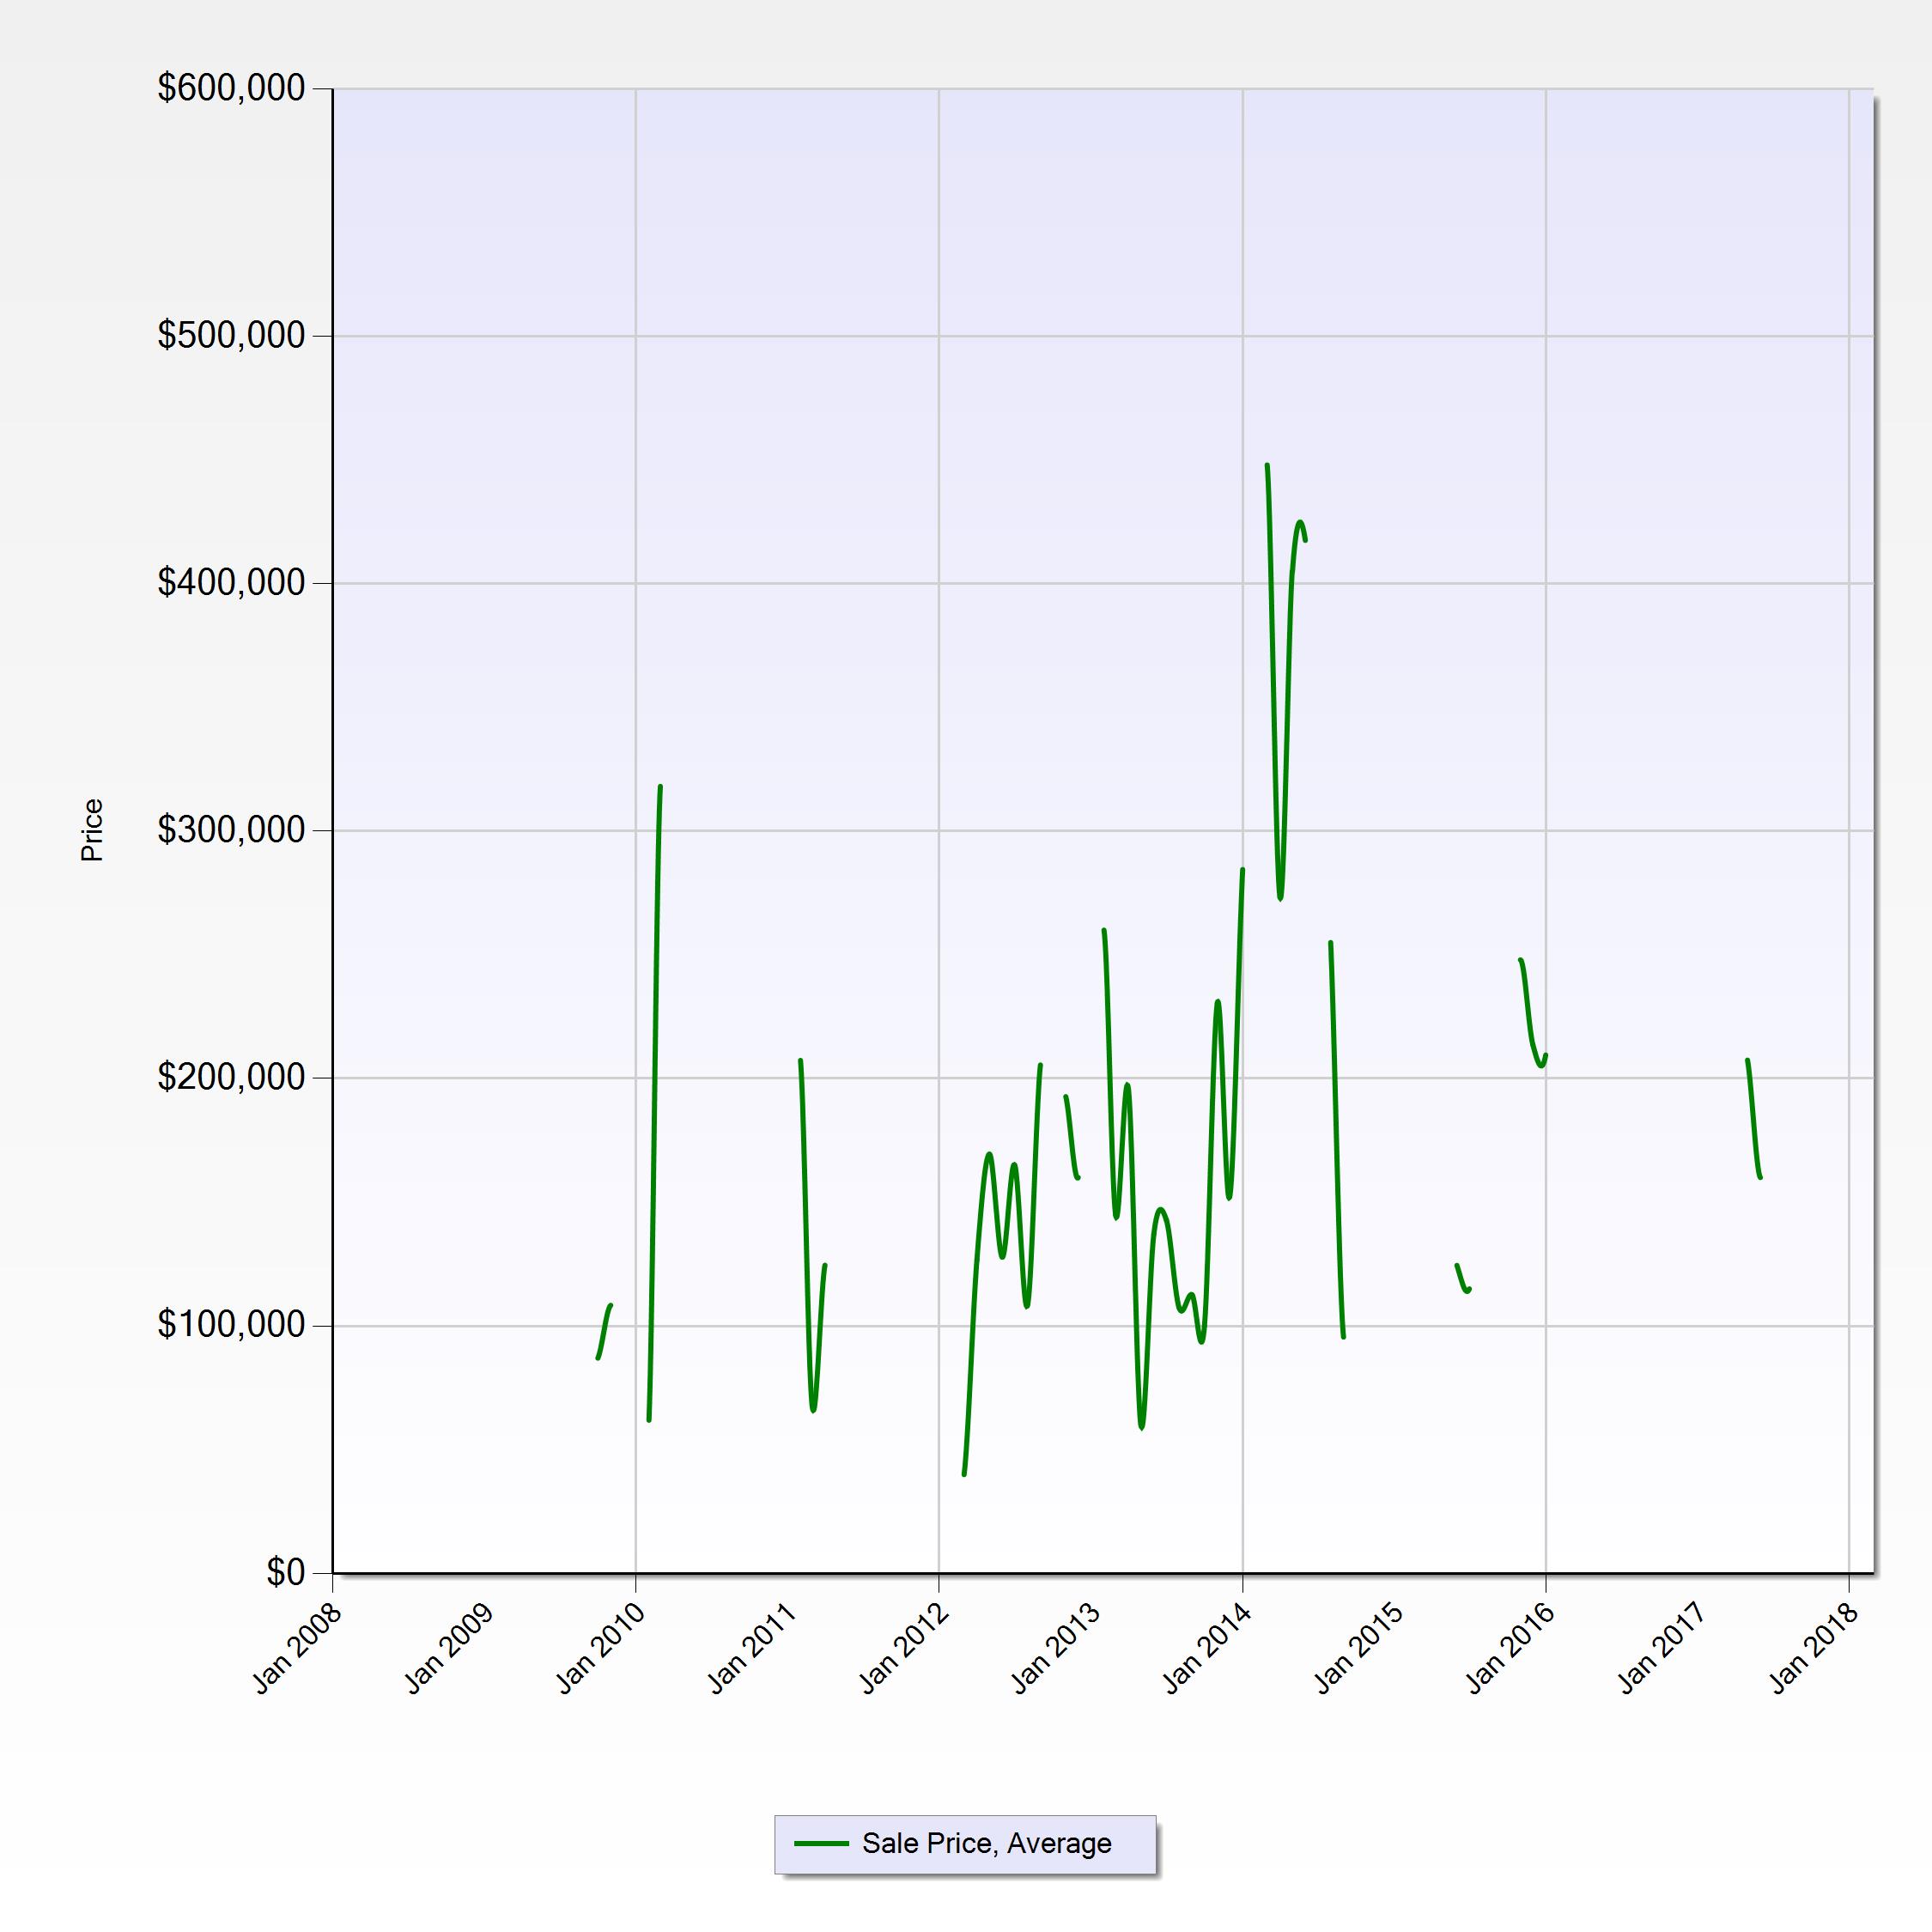 $600,000
$500,000
$400,000
$300,000
$200,000
$100,000
$0
Price
Jan 2008
Jan 2009
Jan 2010
Jan 2011
Jan 2012
Jan 2013
Jan 2014
Jan 2015
Jan 2016
Jan 2017
Jan 2018
Sale Price, Average